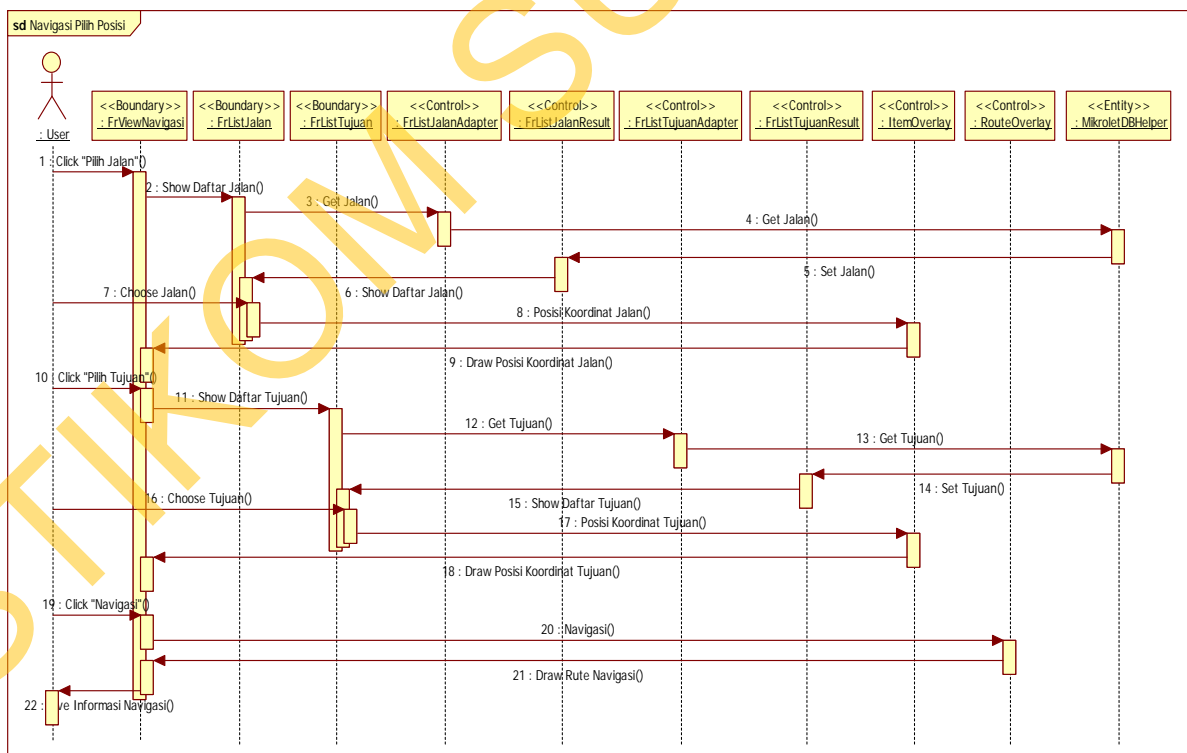 sd Navigasi Pilih Posisi
: User
<<Boundary>>
: FrViewNavigasi
<<Boundary>>
: FrListJalan
<<Boundary>>
: FrListTujuan
<<Control>>
: FrListJalanAdapter
<<Control>>
: FrListJalanResult
<<Control>>
: FrListTujuanAdapter
<<Control>>
: FrListTujuanResult
<<Control>>
: ItemOverlay
<<Control>>
: RouteOverlay
<<Entity>>
: MikroletDBHelper
1 : Click "Pilih Jalan"()
2 : Show Daftar Jalan()
3 : Get Jalan()
4 : Get Jalan()
5 : Set Jalan()
6 : Show Daftar Jalan()
7 : Choose Jalan()
8 : Posisi Koordinat Jalan()
9 : Draw Posisi Koordinat Jalan()
10 : Click "Pilih Tujuan"()
11 : Show Daftar Tujuan()
12 : Get Tujuan()
13 : Get Tujuan()
14 : Set Tujuan()
15 : Show Daftar Tujuan()
16 : Choose Tujuan()
17 : Posisi Koordinat Tujuan()
18 : Draw Posisi Koordinat Tujuan()
19 : Click "Navigasi"()
20 : Navigasi()
21 : Draw Rute Navigasi()
22 : Informasi Navigasi()
STIKOM SU